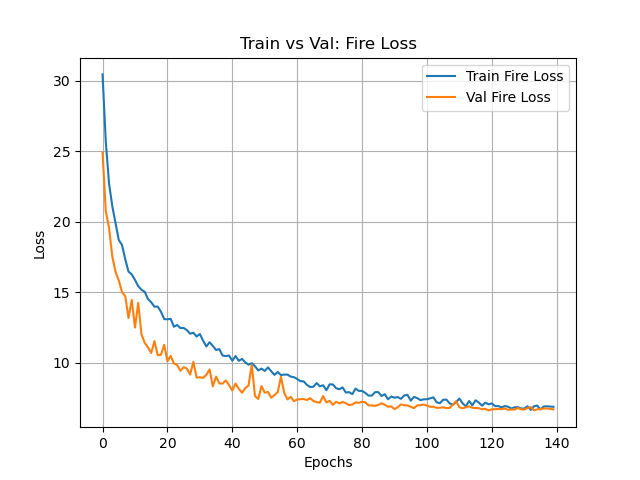 Train vs Val: Fire Loss
Train Fire Loss
Val Fire Loss
30
25
20
15
10
Loss
0 20 40 60 80 100 120 140
Epochs